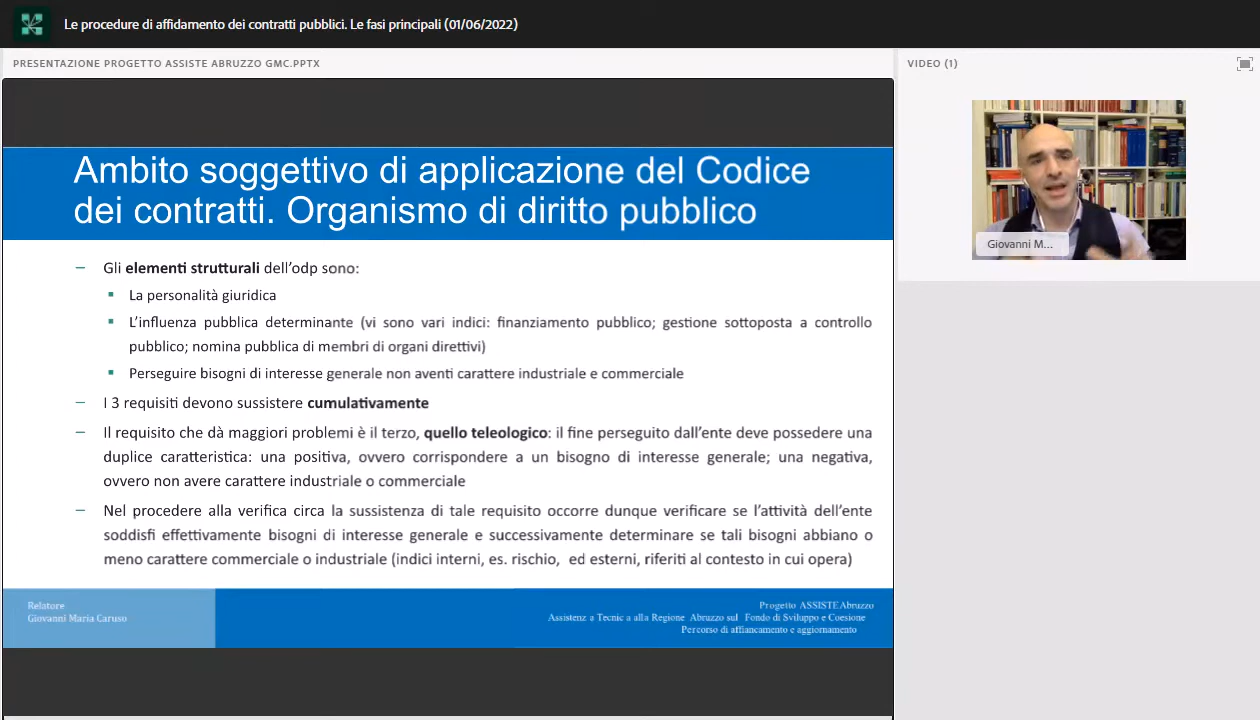 Le procedure di affidamento dei contratti pubblici. Le fasi principali (01/06/2022)
PRESENTAZIONE PROGETTO ASSISTE ABRUZZO GMC.PPTX
VIDEO (1)
Ambito soggettivo di applicazione del Codice
dei contratti. Organismo di diritto pubblico
– Gli elementi strutturali dell'odp sono:
▪ La personalità giuridica
▪ L'influenza pubblica determinante (vi sono vari indici: finanziamento pubblico; gestione sottoposta a controllo
pubblico; nomina pubblica di membri di organi direttivi)
▪ Perseguire bisogni di interesse generale non aventi carattere industriale e commerciale
– I 3 requisiti devono sussistere cumulativamente
– Il requisito che dà maggiori problemi è il terzo, quello teleologico: il fine perseguito dall'ente deve possedere una
duplice caratteristica: una positiva, ovvero corrispondere a un bisogno di interesse generale; una negativa,
ovvero non avere carattere industriale o commerciale
– Nel procedere alla verifica circa la sussistenza di tale requisito occorre dunque verificare se l'attività dell'ente
soddisfi effettivamente bisogni di interesse generale e successivamente determinare se tali bisogni abbiano o
meno carattere commerciale o industriale (indici interni, es. rischio, ed esterni, riferiti al contesto in cui opera)
Relatore
Giovanni Maria Caruso
Progetto ASSISTE Abruzzo
Assistenz a Tecnic a alla Regione Abruzzo sul Fondo di Sviluppo e Coesione
Percorso di affiancamento e aggiornamento
Giovanni M...